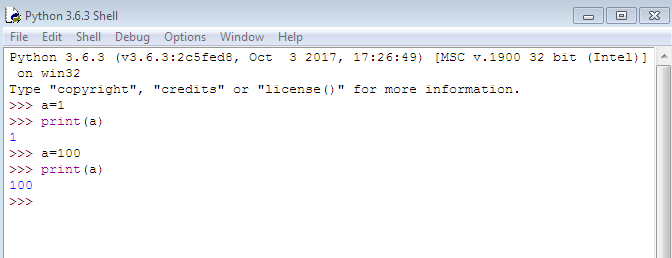 Python 3.6.3 Shell
File Edit Shell Debug Options Window Help
Python 3.6.3 (v3.6.3:2c5fed8, Oct  3 2017, 17:26:49) [MSC v.1900 32 bit (Intel)]
 on win32
Type "copyright", "credits" or "license()" for more information.
>>> a=1
>>> print(a)
1
>>> a=100
>>> print(a)
100
>>>